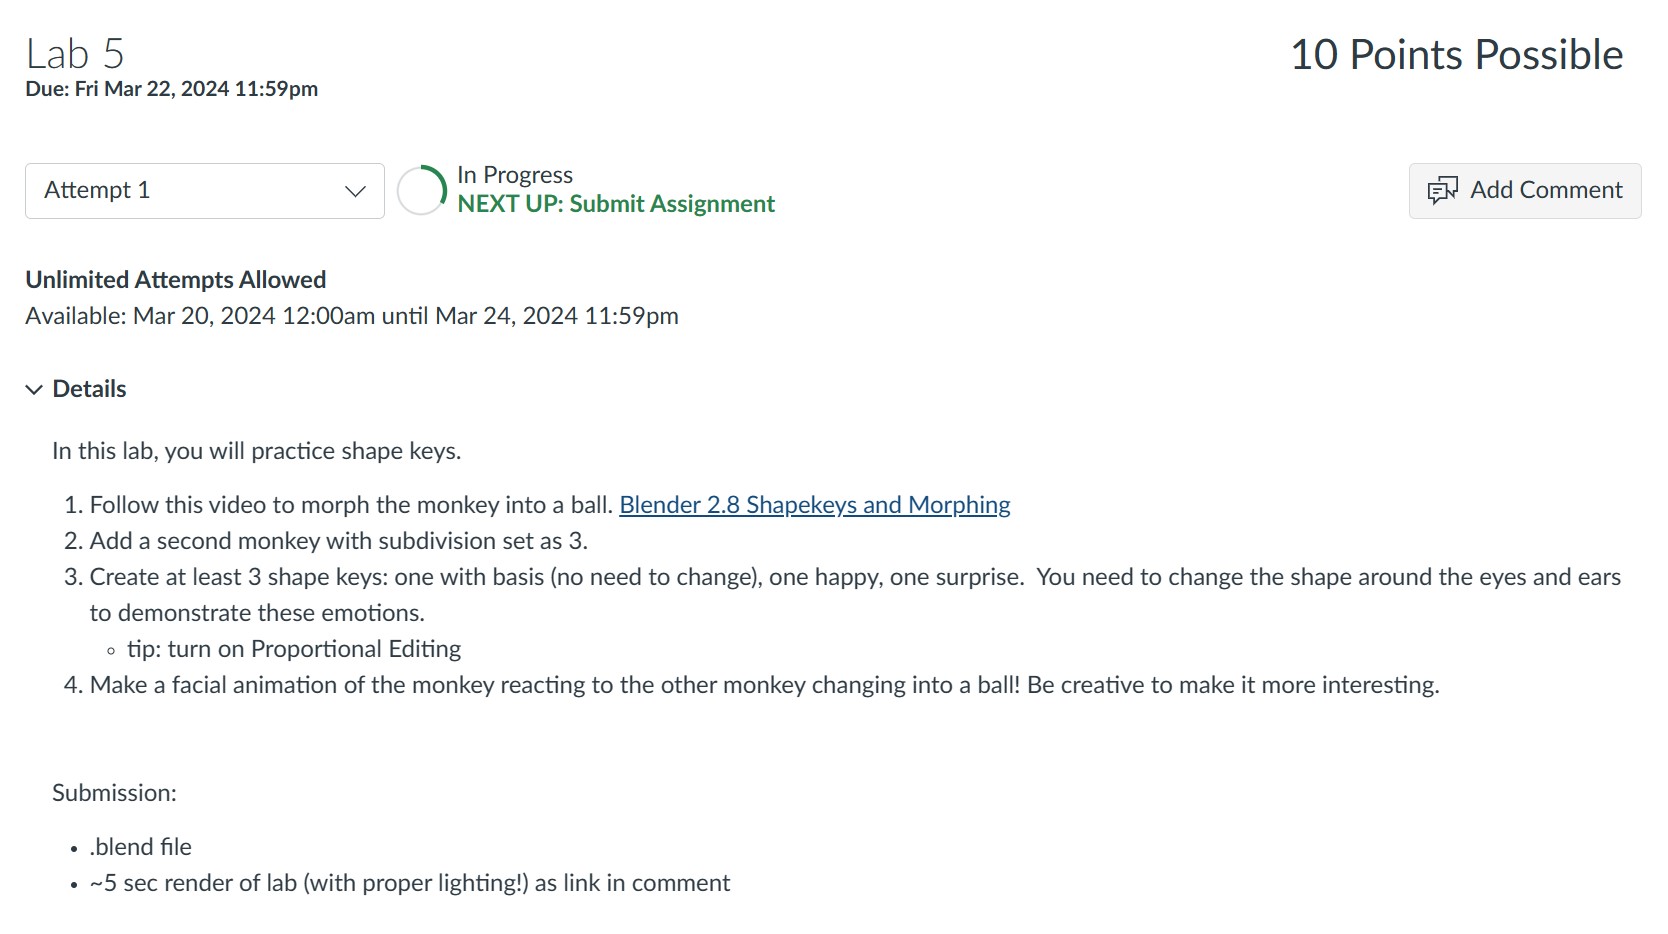 Lab 5
10 Points Possible
Due: Fri Mar 22, 2024 11:59pm
Attempt 1
In Progress
NEXT UP: Submit Assignment
Add Comment
Unlimited Attempts Allowed
Available: Mar 20, 2024 12:00am until Mar 24, 2024 11:59pm
Details
In this lab, you will practice shape keys.
1. Follow this video to morph the monkey into a ball. Blender 2.8 Shapekeys and Morphing
2. Add a second monkey with subdivision set as 3.
3. Create at least 3 shape keys: one with basis (no need to change), one happy, one surprise.  You need to change the shape around the eyes and ears
to demonstrate these emotions.
◦ tip: turn on Proportional Editing
4. Make a facial animation of the monkey reacting to the other monkey changing into a ball! Be creative to make it more interesting.
Submission:
• .blend file
• ~5 sec render of lab (with proper lighting!) as link in comment